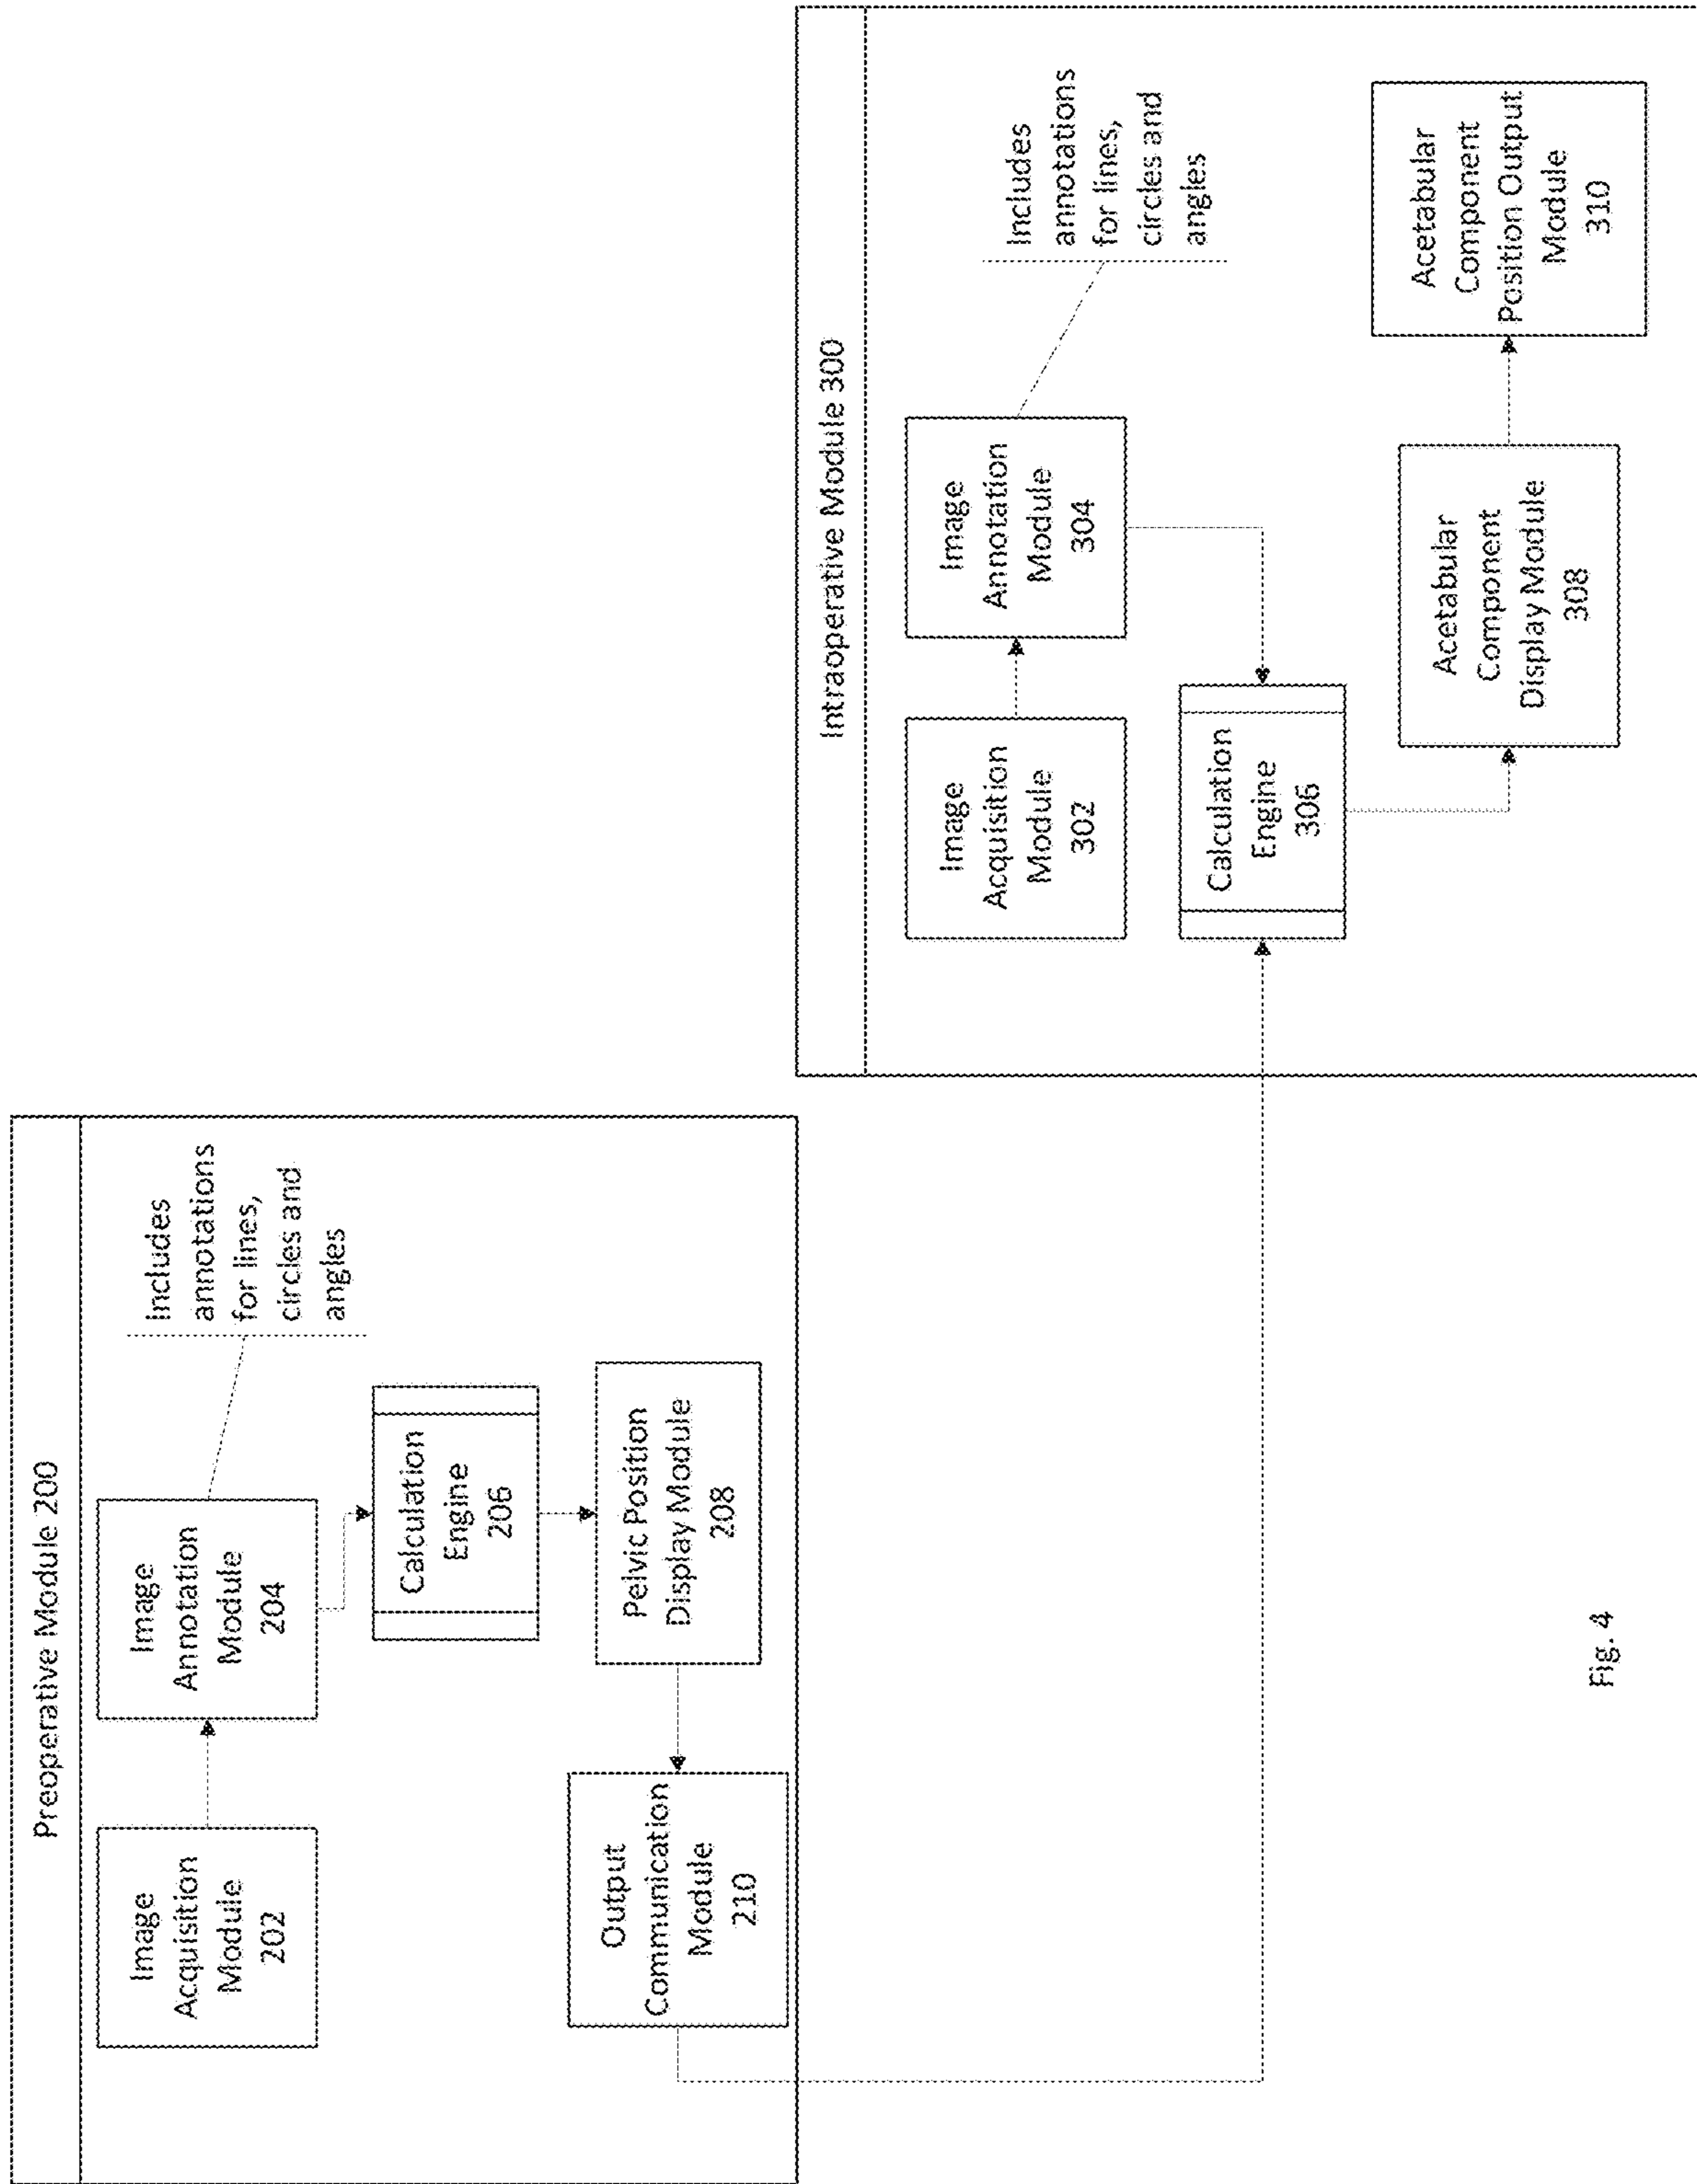 Preoperative Module 200
Image
Acquisition
Module
202
Image
Annotation
Module
204
Includes
annotations
for lines,
circles and
angles
Calculation
Engine
206
Pelvic Position
Display Module
208
Output
Communication
Module
210
Intraoperative Module 300
Image
Acquisition
Module
302
Image
Annotation
Module
304
Includes
annotations
for lines,
circles and
angles
Calculation
Engine
306
Acetabular
Component
Display Module
308
Acetabular
Component
Position Output
Module
310
Fig. 4